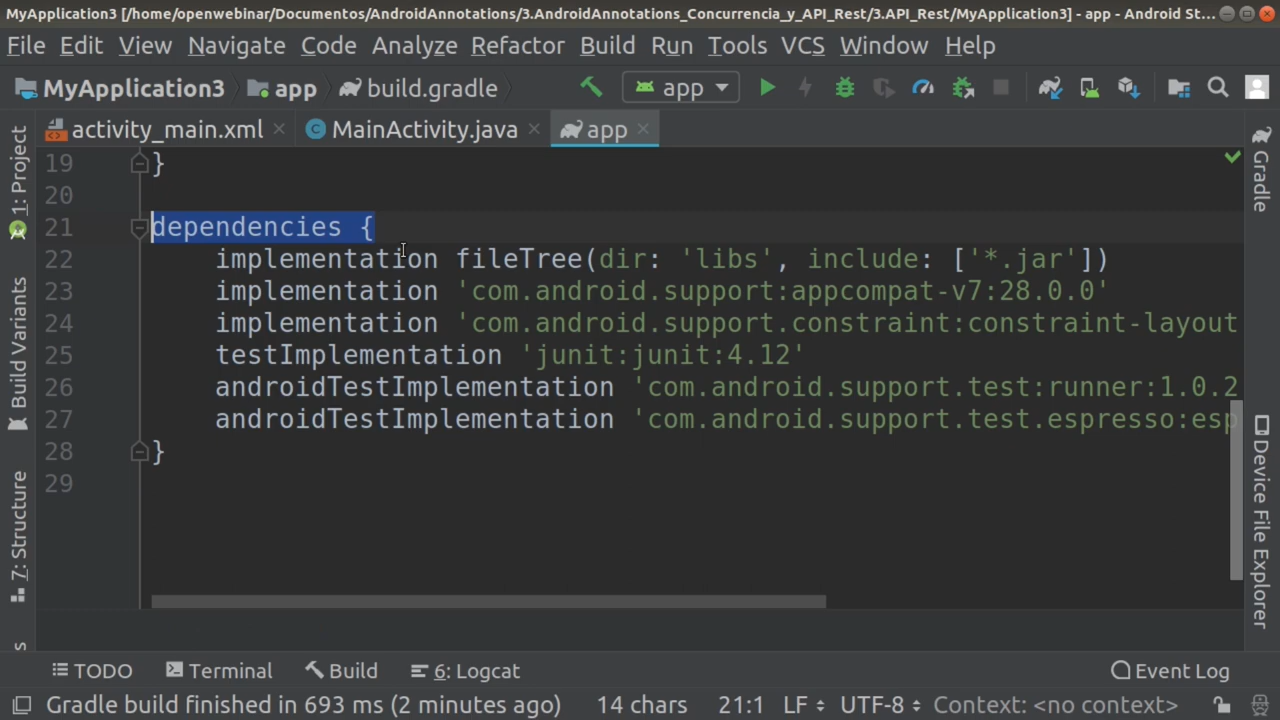 MyApplication3 [/home/openwebinar/Documentos/AndroidAnnotations/3.AndroidAnnotations_Concurrencia_y_API_Rest/3.API_Rest/MyApplication3] - app - Android St...
File Edit View Navigate Code Analyze Refactor Build Run Tools VCS Window Help
MyApplication3 app build.gradle app
activity_main.xml MainActivity.java app
19 }
20
21 dependencies {
22 implementation fileTree(dir: 'libs', include: ['*.jar'])
23 implementation 'com.android.support:appcompat-v7:28.0.0'
24 implementation 'com.android.support.constraint:constraint-layout
25 testImplementation 'junit:junit:4.12'
26 androidTestImplementation 'com.android.support.test:runner:1.0.2
27 androidTestImplementation 'com.android.support.test.espresso:esp
28 }
29
1: Project
Build Variants
7: Structure
s
Gradle
Device File Explorer
TODO Terminal Build 6: Logcat Event Log
Gradle build finished in 693 ms (2 minutes ago) 14 chars 21:1 LF UTF-8 Context: <no context>